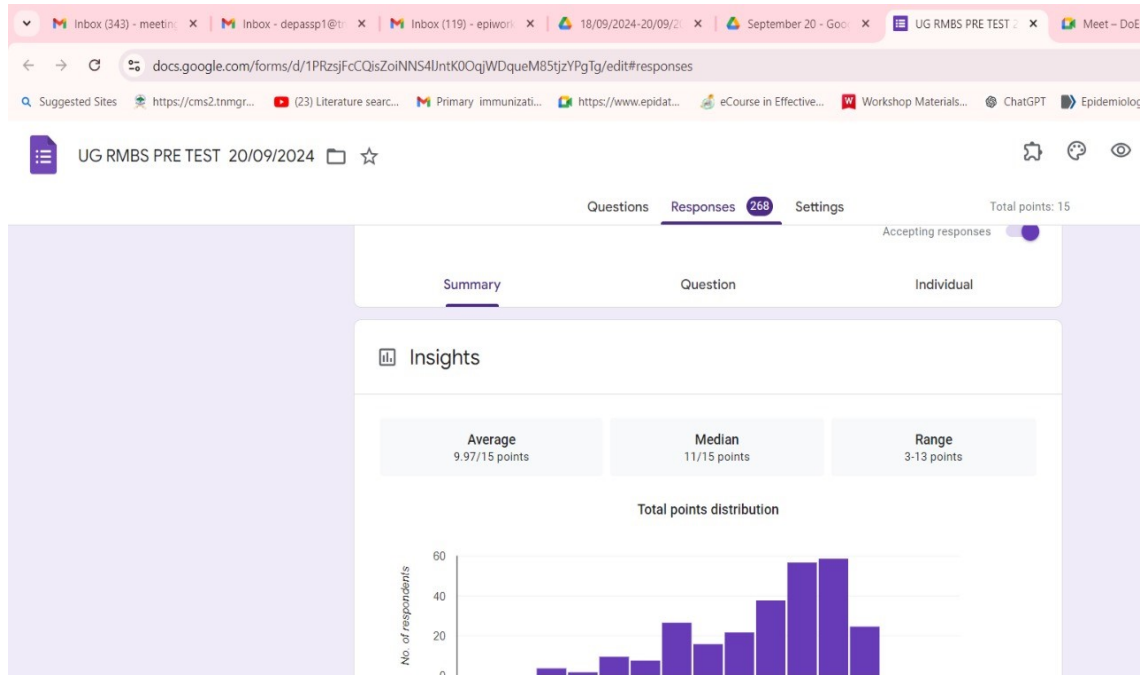 Inbox (343) - meeting
Inbox - depassp1@tn
Inbox (119) - epiwork
18/09/2024-20/09/2
September 20 - Goo
UG RMBS PRE TEST 2
Meet – DoE
docs.google.com/forms/d/1PRzsjFcCQisZoiNNS4lJntK0OqjWDqueM85tjzYPgTg/edit#responses
Suggested Sites
https://cms2.tnmgr...
(23) Literature searc...
Primary immunizati...
https://www.epidat...
eCourse in Effective...
Workshop Materials...
ChatGPT
Epidemiolog
UG RMBS PRE TEST 20/09/2024
Questions
Responses 268
Settings
Total points: 15
Accepting responses
Summary
Question
Individual
Insights
Average
9.97/15 points
Median
11/15 points
Range
3-13 points
Total points distribution
No. of respondents
60
40
20
0